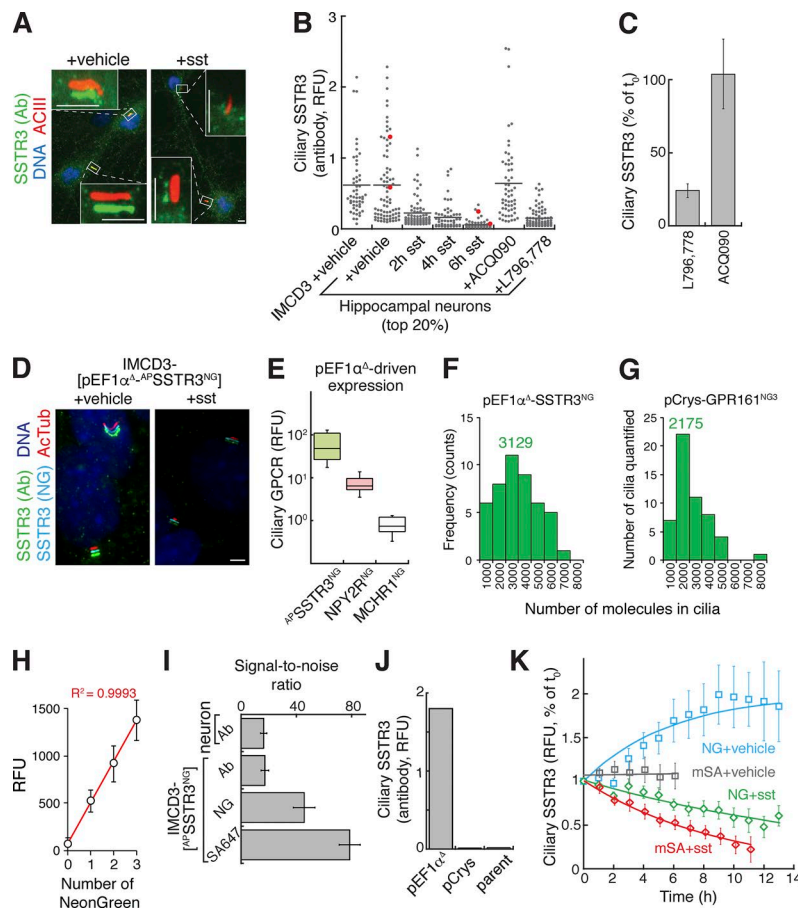 A
+vehicle
+sst
SSTR3 (Ab) ACIII
DNA
B
Ciliary SSTR3
(antibody, RFU)
3
2
1
0
IMCD3 +vehicle
+vehicle
2h sst
4h sst
6h sst
+ACQ090
+L796,778
Hippocampal neurons
(top 20%)
C
Ciliary SSTR3 (% of t0)
100
50
0
L796,778
ACQ090
D
IMCD3-
[pEF1αΔ-APSSTR3NG]
+vehicle
+sst
SSTR3 (Ab) DNA
SSTR3 (NG) AcTub
E
pEF1αΔ-driven
expression
Ciliary GPCR (RFU)
10²
10¹
10⁰
APSSTR3NG
NPY2RNG
MCHR1NG
F
pEF1αΔ-SSTR3NG
3129
Frequency (counts)
15
10
5
0
1000
2000
3000
4000
5000
6000
7000
8000
G
pCrys-GPR161NG3
2175
Number of cilia quantified
25
20
15
10
5
0
1000
2000
3000
4000
5000
6000
7000
8000
Number of molecules in cilia
H
R² = 0.9993
RFU
1500
1000
500
0
0 1 2 3
Number of
NeonGreen
I
Signal-to-noise
ratio
0 40 80
neuron
Ab
IMCD3-
[APSSTR3NG]
Ab
NG
SA647
J
Ciliary SSTR3
(antibody, RFU)
2
1
0
pEF1αΔ
pCrys
parent
K
Ciliary SSTR3 (RFU, % of t0)
2
1.5
1
0.5
0
NG+vehicle
mSA+vehicle
NG+sst
mSA+sst
0 2 4 6 8 10 12 14
Time (h)